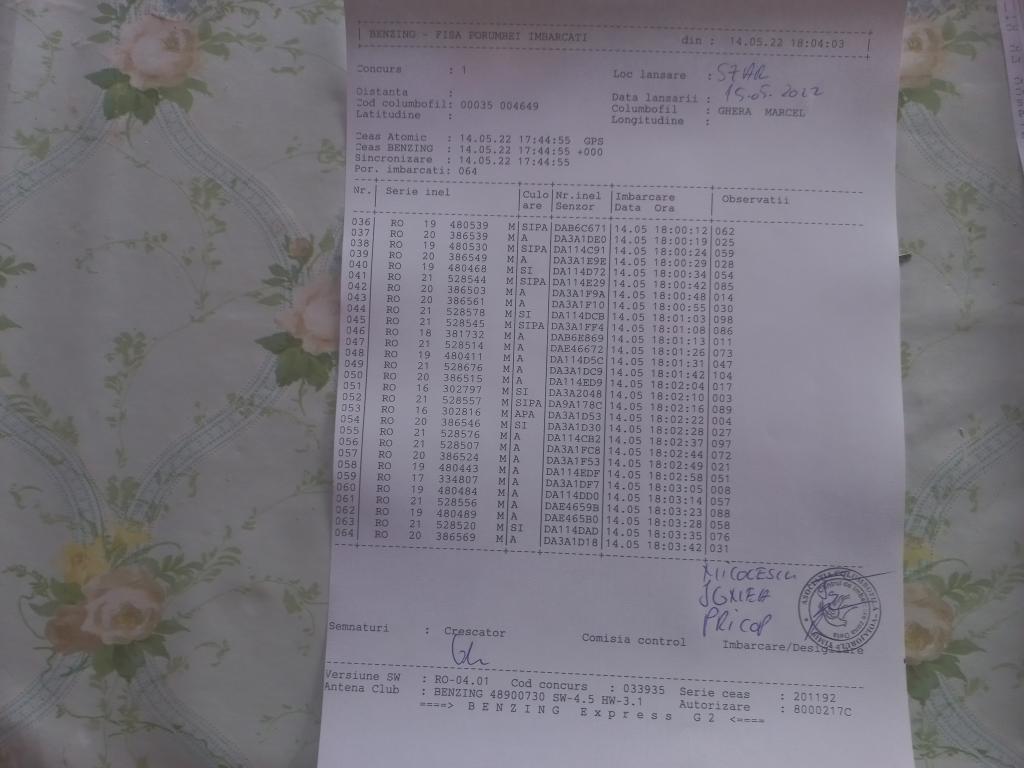 BENZING - FISA PORUMBEI IMBARCATI din : 14.05.22 18:04:03
Concurs : 1 Loc lansare : STAR
Distanta : Data lansarii : 15.05.2022
Cod columbofil: 00035 004649 Columbofil : GHERA MARCEL
Latitudine : Longitudine :
Ceas Atomic : 14.05.22 17:44:55 GPS
Ceas BENZING : 14.05.22 17:44:55 +000
Sincronizare : 14.05.22 17:44:55
Por. imbarcati: 064
Nr. Serie inel Culo Nr.inel Imbarcare Observatii
are Senzor Data Ora
036 RO 19 480539 M SIPA DAB6C671 14.05 18:00:12 062
037 RO 20 386539 M A DA3A1DE0 14.05 18:00:19 025
038 RO 19 480530 M SIPA DA114C91 14.05 18:00:24 059
039 RO 20 386549 M A DA3A1E9E 14.05 18:00:29 028
040 RO 19 480468 M SI DA114D72 14.05 18:00:34 054
041 RO 21 528544 M SIPA DA114E29 14.05 18:00:42 085
042 RO 20 386503 M A DA3A1F9A 14.05 18:00:48 014
043 RO 20 386561 M A DA3A1F10 14.05 18:00:55 030
044 RO 21 528578 M SI DA114DCB 14.05 18:01:03 098
045 RO 21 528545 M SIPA DA3A1FF4 14.05 18:01:08 086
046 RO 18 381732 M A DAB6E869 14.05 18:01:13 011
047 RO 21 528514 M A DAE46672 14.05 18:01:26 073
048 RO 19 480411 M A DA114D5C 14.05 18:01:31 047
049 RO 21 528676 M A DA3A1DC9 14.05 18:01:42 104
050 RO 20 386515 M A DA114ED9 14.05 18:02:04 017
051 RO 16 302797 M SI DA3A2048 14.05 18:02:10 003
052 RO 21 528557 M SIPA DA9A178C 14.05 18:02:16 089
053 RO 16 302816 M APA DA3A1D53 14.05 18:02:22 004
054 RO 20 386546 M SI DA3A1D30 14.05 18:02:28 027
055 RO 21 528576 M A DA114CB2 14.05 18:02:37 097
056 RO 21 528507 M A DA3A1FC8 14.05 18:02:44 072
057 RO 20 386524 M A DA3A1F53 14.05 18:02:49 021
058 RO 19 480443 M A DA114EDF 14.05 18:02:58 051
059 RO 17 334807 M A DA3A1DF7 14.05 18:03:05 008
060 RO 19 480484 M A DA114DD0 14.05 18:03:14 057
061 RO 21 528556 M A DAE4659B 14.05 18:03:23 088
062 RO 19 480489 M A DAE465B0 14.05 18:03:28 058
063 RO 21 528520 M SI DA114DAD 14.05 18:03:35 076
064 RO 20 386569 M A DA3A1D18 14.05 18:03:42 031
PRICOP
Semnaturi : Crescator Comisia control Imbarcare/Desigilare
Versiune SW : RO-04.01 Cod concurs : 033935 Serie ceas : 201192
Antena Club : BENZING 48900730 SW-4.5 HW-3.1 Autorizare : 8000217C
====> B E N Z I N G E x p r e s s G 2 <====